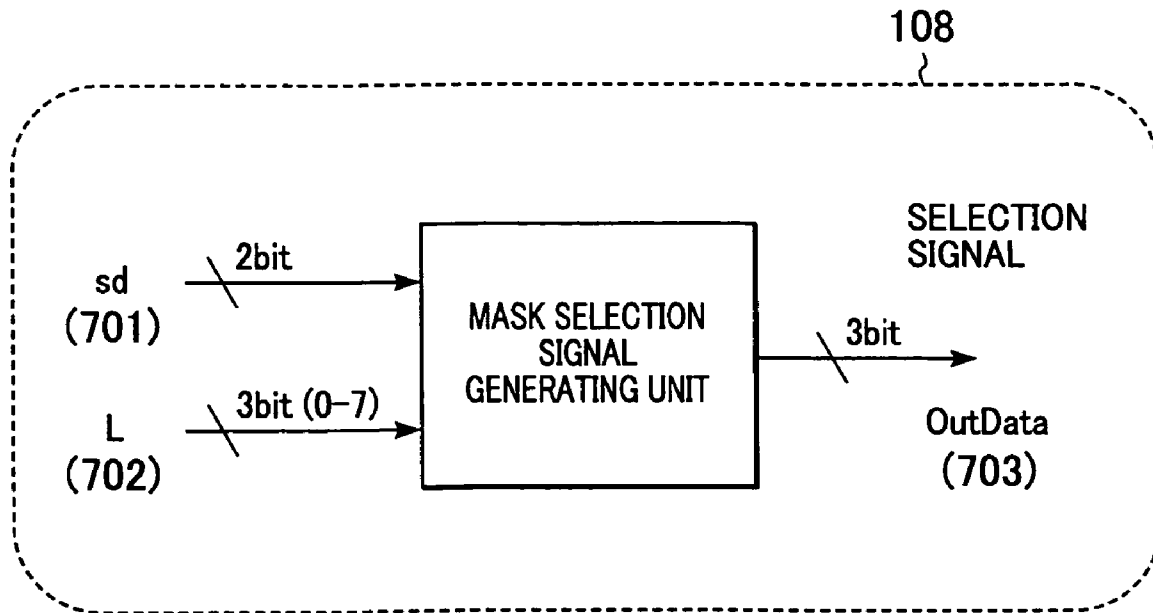 108
SELECTION
SIGNAL
sd
(701)
2bit
MASK SELECTION
SIGNAL
GENERATING UNIT
3bit
L
(702)
3bit (0-7)
OutData
(703)